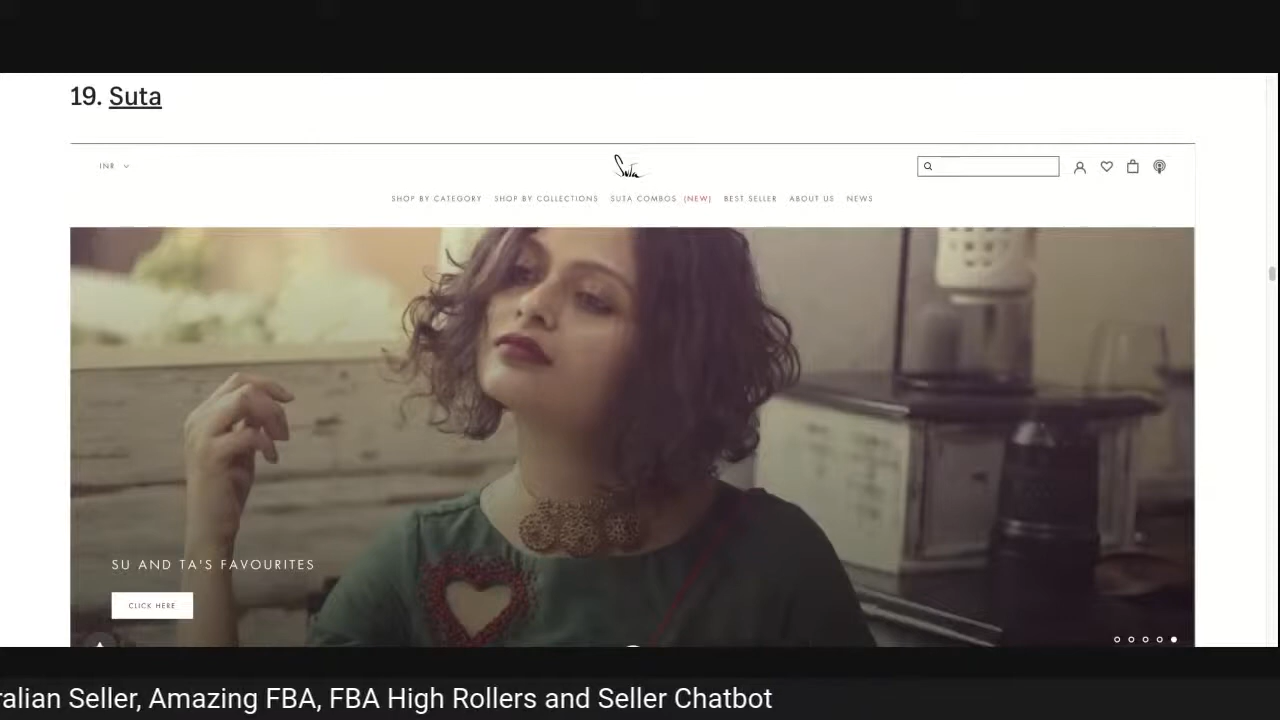 19. Suta
INR
Suta
SHOP BY CATEGORY SHOP BY COLLECTIONS SUTA COMBOS (NEW) BEST SELLER ABOUT US NEWS
SU AND TA'S FAVOURITES
CLICK HERE
ralian Seller, Amazing FBA, FBA High Rollers and Seller Chatbot